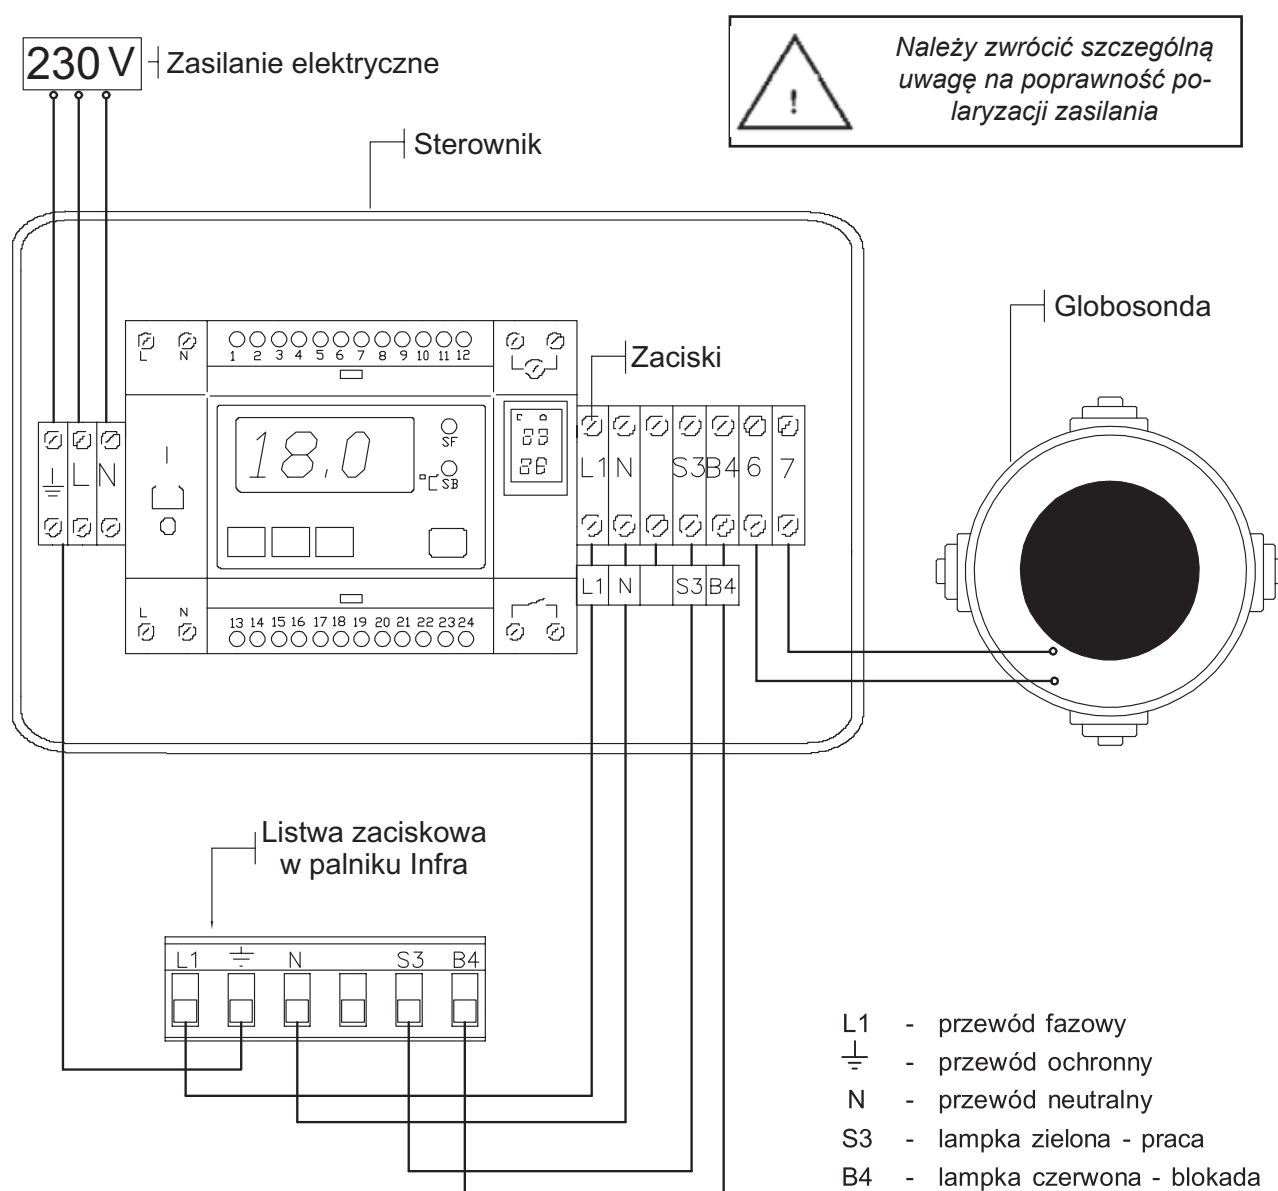 230 V
Zasilanie elektryczne
Należy zwrócić szczególną
uwagę na poprawność po-
laryzacji zasilania
!
Sterownik
Globosonda
Zaciski
L N
1 2 3 4 5 6 7 8 9 10 11 12
L N
18,0
SF
SB
L1 N S3 B4 6 7
L1 N S3 B4
L N
13 14 15 16 17 18 19 20 21 22 23 24
Listwa zaciskowa
w palniku Infra
L1 N S3 B4
L1 - przewód fazowy
- przewód ochronny
N - przewód neutralny
S3 - lampka zielona - praca
B4 - lampka czerwona - blokada